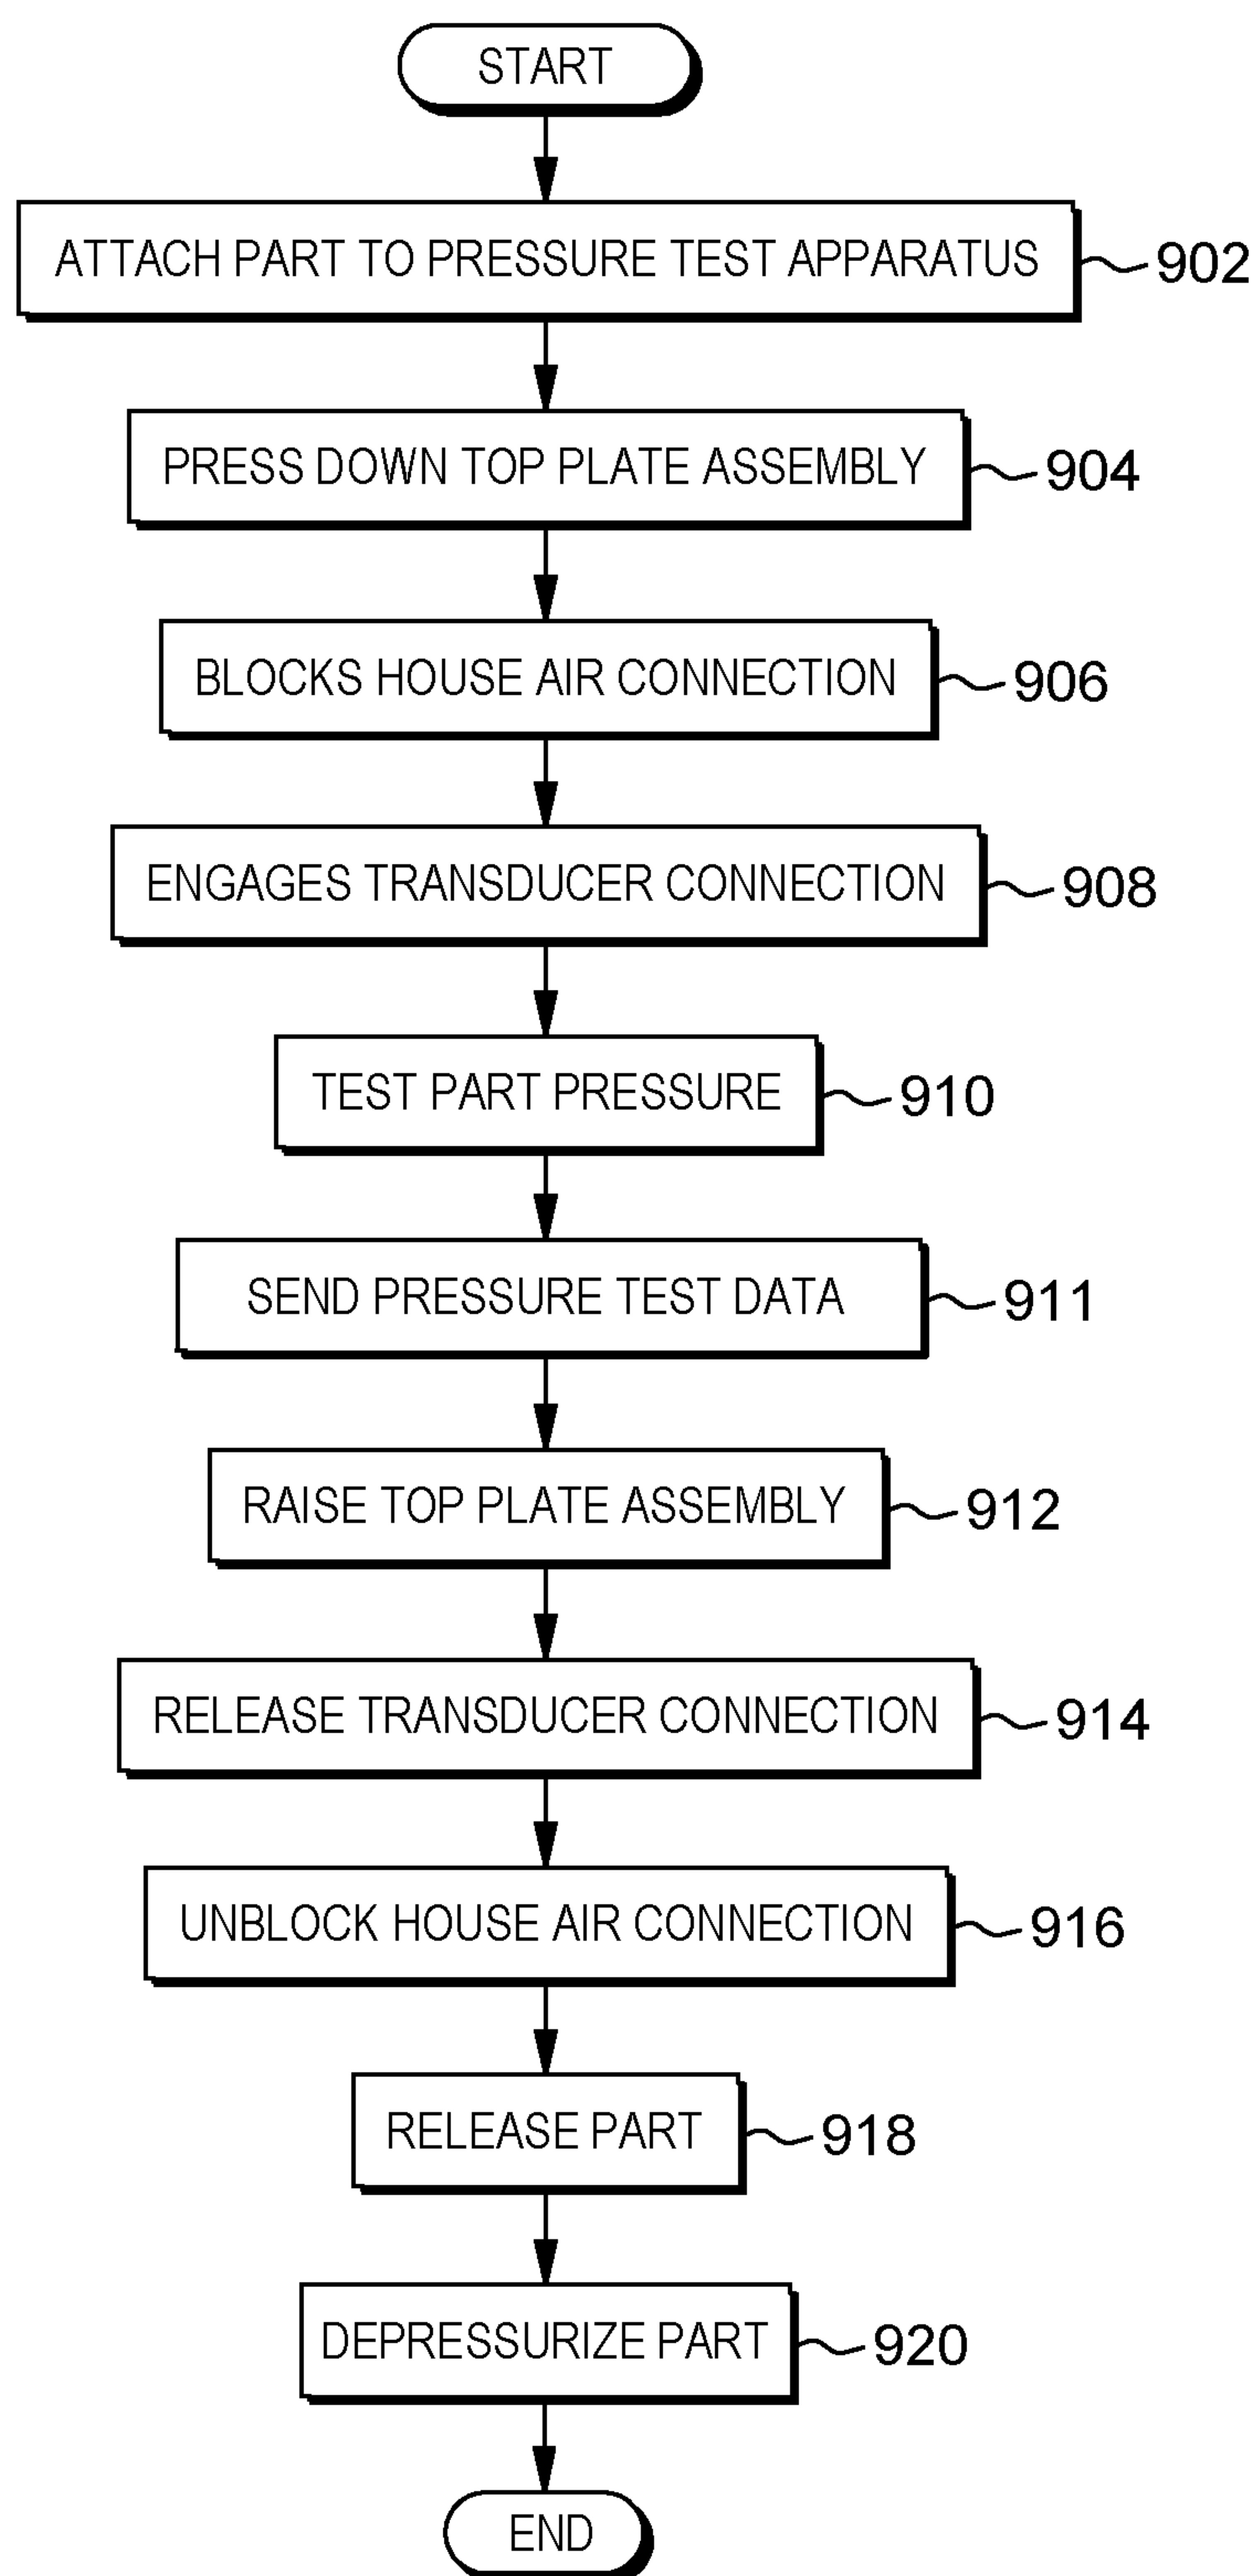 START
ATTACH PART TO PRESSURE TEST APPARATUS 902
PRESS DOWN TOP PLATE ASSEMBLY 904
BLOCKS HOUSE AIR CONNECTION 906
ENGAGES TRANSDUCER CONNECTION 908
TEST PART PRESSURE 910
SEND PRESSURE TEST DATA 911
RAISE TOP PLATE ASSEMBLY 912
RELEASE TRANSDUCER CONNECTION 914
UNBLOCK HOUSE AIR CONNECTION 916
RELEASE PART 918
DEPRESSURIZE PART 920
END